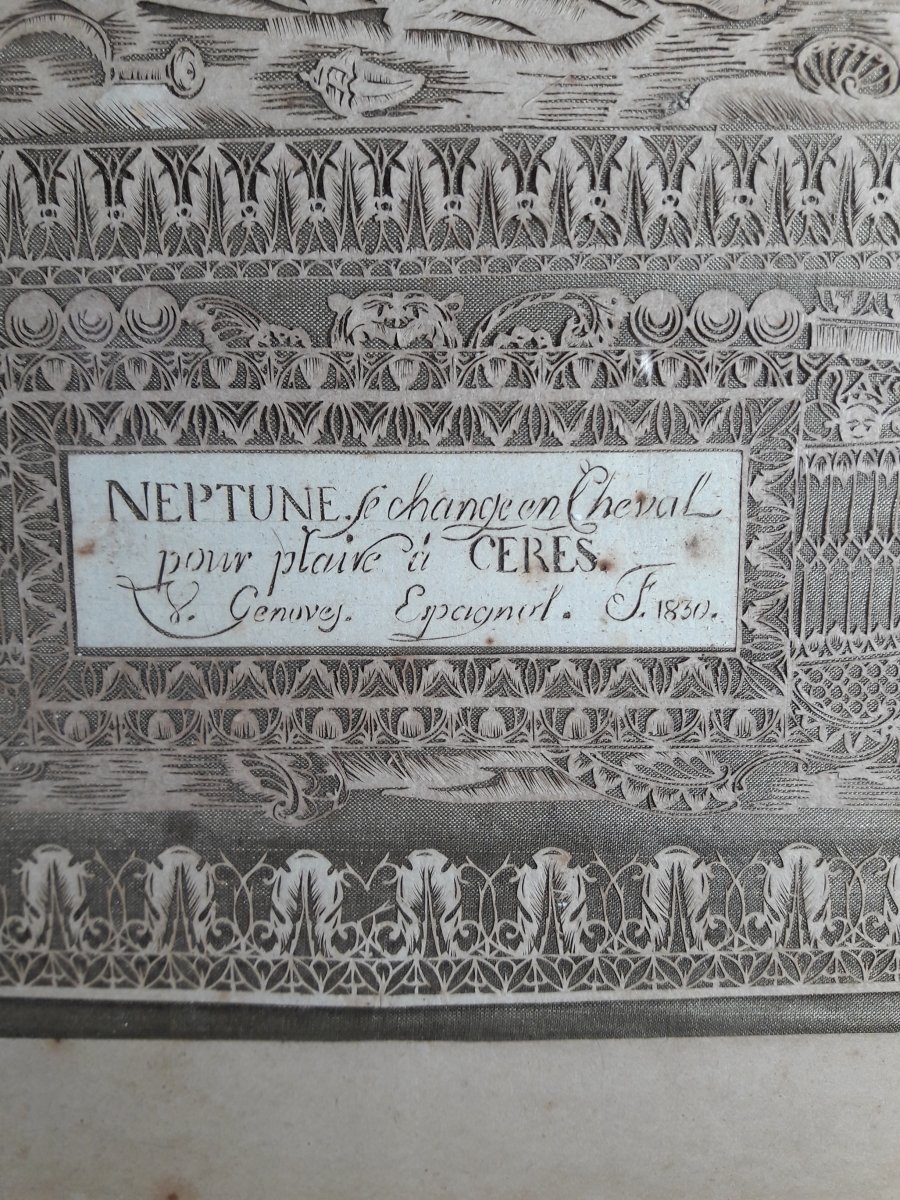 NEPTUNE se change en Cheval
pour plaire à CERES.
V. Genoves. Espagnol. F. 1830.